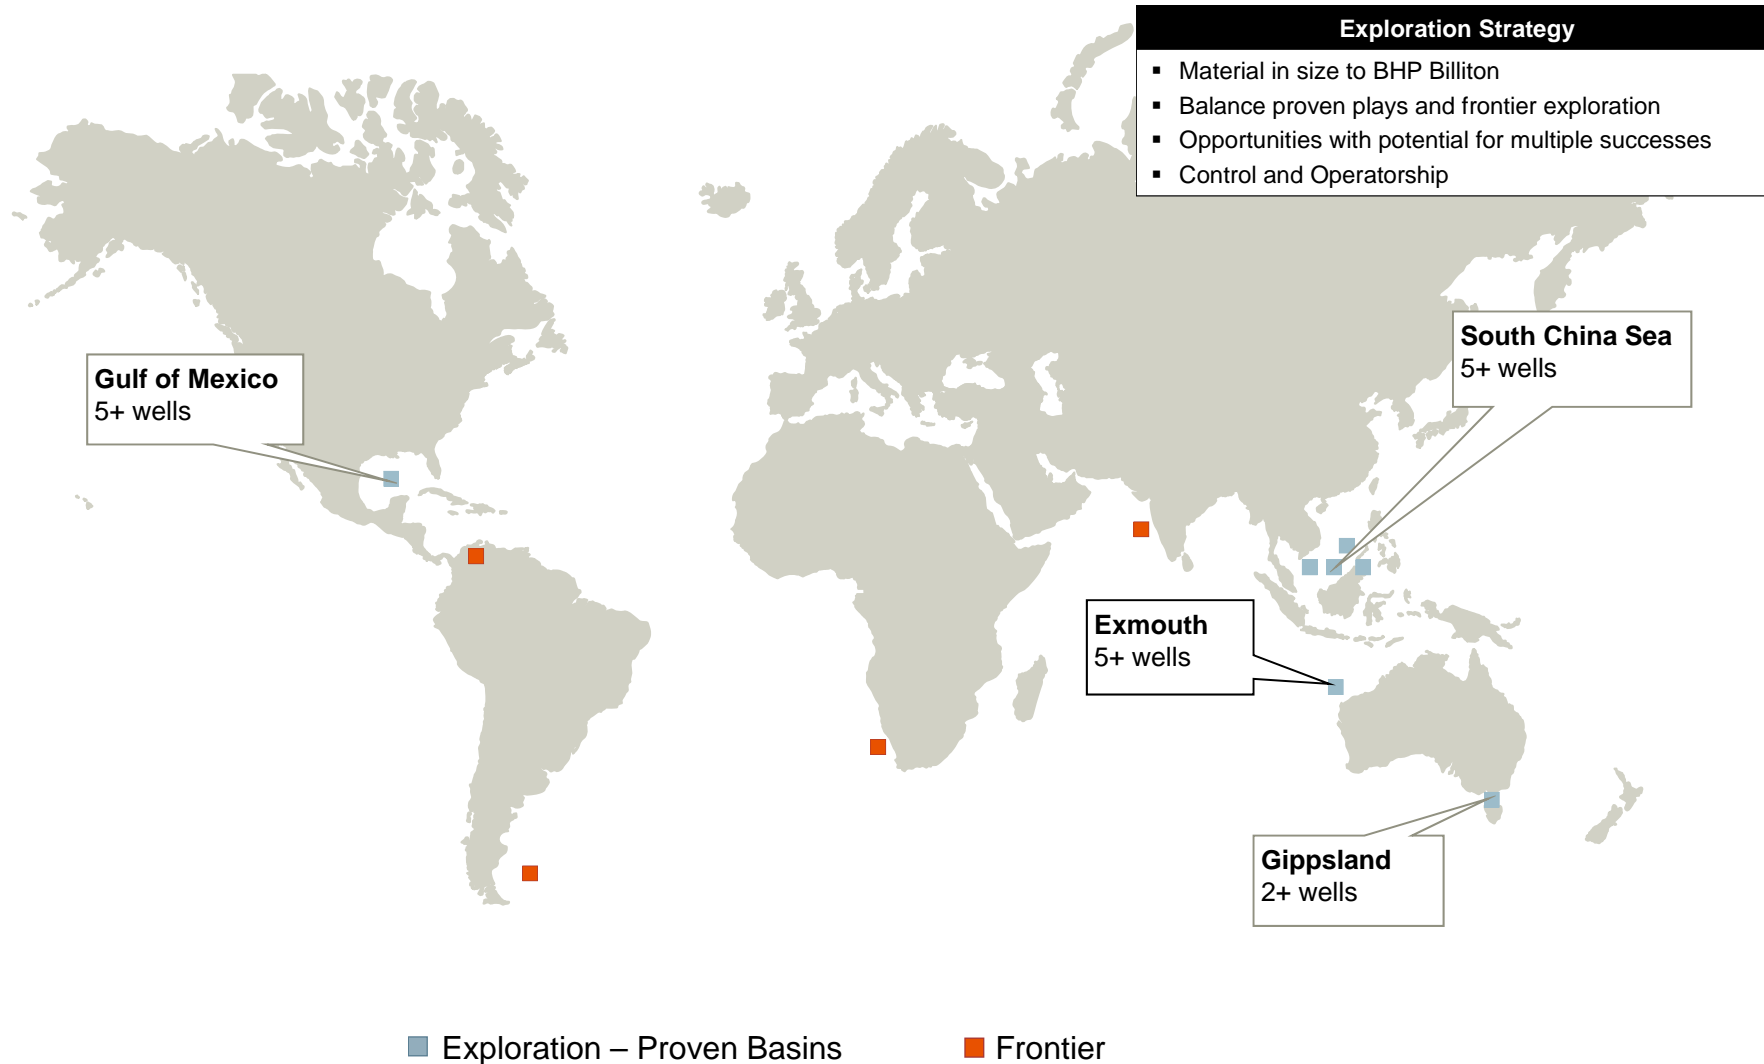 Exploration Strategy
▪ Material in size to BHP Billiton
▪ Balance proven plays and frontier exploration
▪ Opportunities with potential for multiple successes
▪ Control and Operatorship
South China Sea
5+ wells
Gulf of Mexico
5+ wells
Exmouth
5+ wells
Gippsland
2+ wells
Exploration – Proven Basins
Frontier